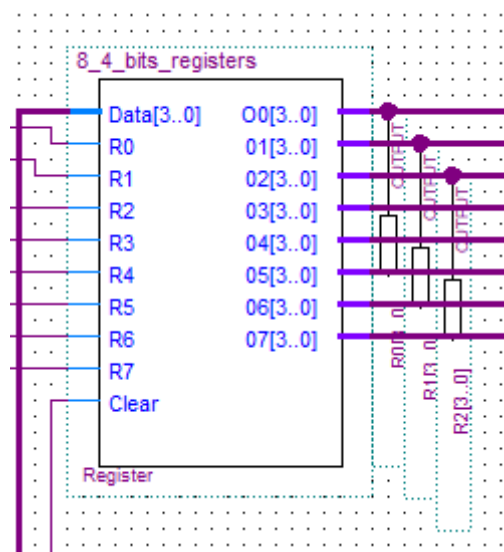 8_4_bits_registers
Data[3..0] O0[3..0]
R0 01[3..0]
R1 02[3..0]
R2 03[3..0]
R3 04[3..0]
R4 05[3..0]
R5 06[3..0]
R6 07[3..0]
R7
Clear
Register
OUTPUT
R0[3..0]
OUTPUT
R1[3..0]
OUTPUT
R2[3..0]